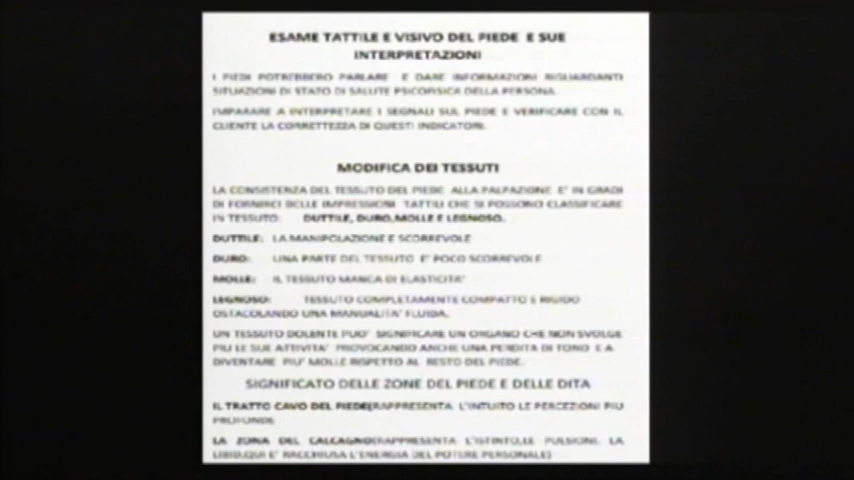 ESAME TATTILE E VISIVO DEL PIEDE E SUE
INTERPRETAZIONI
I PIEDI POTREBBERO PARLARE E DARE INFORMAZIONI RIGUARDANTI
SITUAZIONI DI STATO DI SALUTE PSICOFISICA DELLA PERSONA.
IMPARARE A INTERPRETARE I SEGNALI SUL PIEDE E VERIFICARE CON IL
CLIENTE LA CORRETTEZZA DI QUESTI INDICATORI.
MODIFICA DEI TESSUTI
LA CONSISTENZA DEL TESSUTO DEL PIEDE ALLA PALPAZIONE E' IN GRADI
DI FORNIRCI DELLE IMPRESSIONI TATTILI CHE SI POSSONO CLASSIFICARE
IN TESSUTO: DUTTILE, DURO,MOLLE E LEGNOSO.
DUTTILE: LA MANIPOLAZIONE E SCORREVOLE
DURO: UNA PARTE DEL TESSUTO E' POCO SCORREVOLE
MOLLE: IL TESSUTO MANCA DI ELASTICITA'
LEGNOSO: TESSUTO COMPLETAMENTE COMPATTO E RIGIDO
OSTACOLANDO UNA MANUALITA' FLUIDA.
UN TESSUTO DOLENTE PUO' SIGNIFICARE UN ORGANO CHE NON SVOLGE
PIU LE SUE ATTIVITA' PROVOCANDO ANCHE UNA PERDITA DI TONO E A
DIVENTARE PIU' MOLLE RISPETTO AL RESTO DEL PIEDE.
SIGNIFICATO DELLE ZONE DEL PIEDE E DELLE DITA
IL TRATTO CAVO DEL PIEDE(RAPPRESENTA L'INTUITO LE PERCEZIONI PIU
PROFONDE
LA ZONA DEL CALCAGNO(RAPPRESENTA L'ISTINTO,LE PULSIONI, LA
LIBID,QUI E' RACCHIUSA L'ENERGIA DEL POTERE PERSONALE)